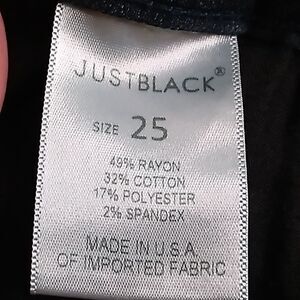 JUSTBLACK®
SIZE 25
49% RAYON
32% COTTON
17% POLYESTER
2% SPANDEX
MADE IN U.S.A
OF IMPORTED FABRIC